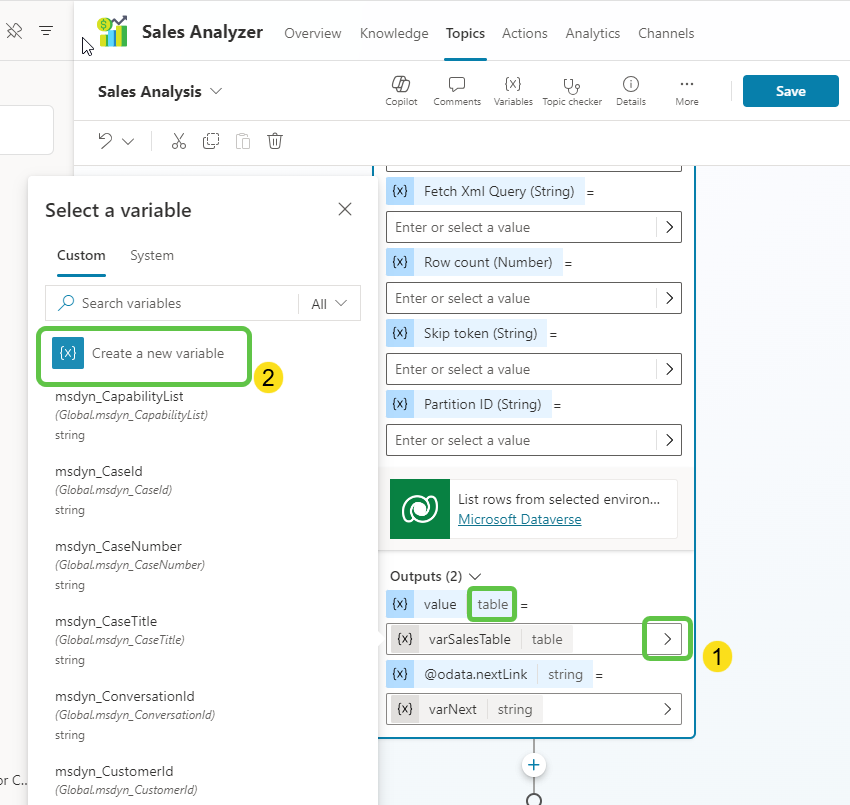 Sales Analyzer
Overview
Knowledge
Topics
Actions
Analytics
Channels
Sales Analysis
Copilot
Comments
{x}
Variables
Topic checker
Details
More
Save
Select a variable
Custom
System
Search variables
All
{x} Create a new variable
2
msdyn_CapabilityList
(Global.msdyn_CapabilityList)
string
msdyn_CaseId
(Global.msdyn_CaseId)
string
msdyn_CaseNumber
(Global.msdyn_CaseNumber)
string
msdyn_CaseTitle
(Global.msdyn_CaseTitle)
string
msdyn_ConversationId
(Global.msdyn_ConversationId)
string
msdyn_CustomerId
(Global.msdyn_CustomerId)
or C...
{x} Fetch Xml Query (String) =
Enter or select a value
{x} Row count (Number) =
Enter or select a value
{x} Skip token (String) =
Enter or select a value
{x} Partition ID (String) =
Enter or select a value
List rows from selected environ...
Microsoft Dataverse
Outputs (2)
{x} value table =
{x} varSalesTable table
1
{x} @odata.nextLink string =
{x} varNext string